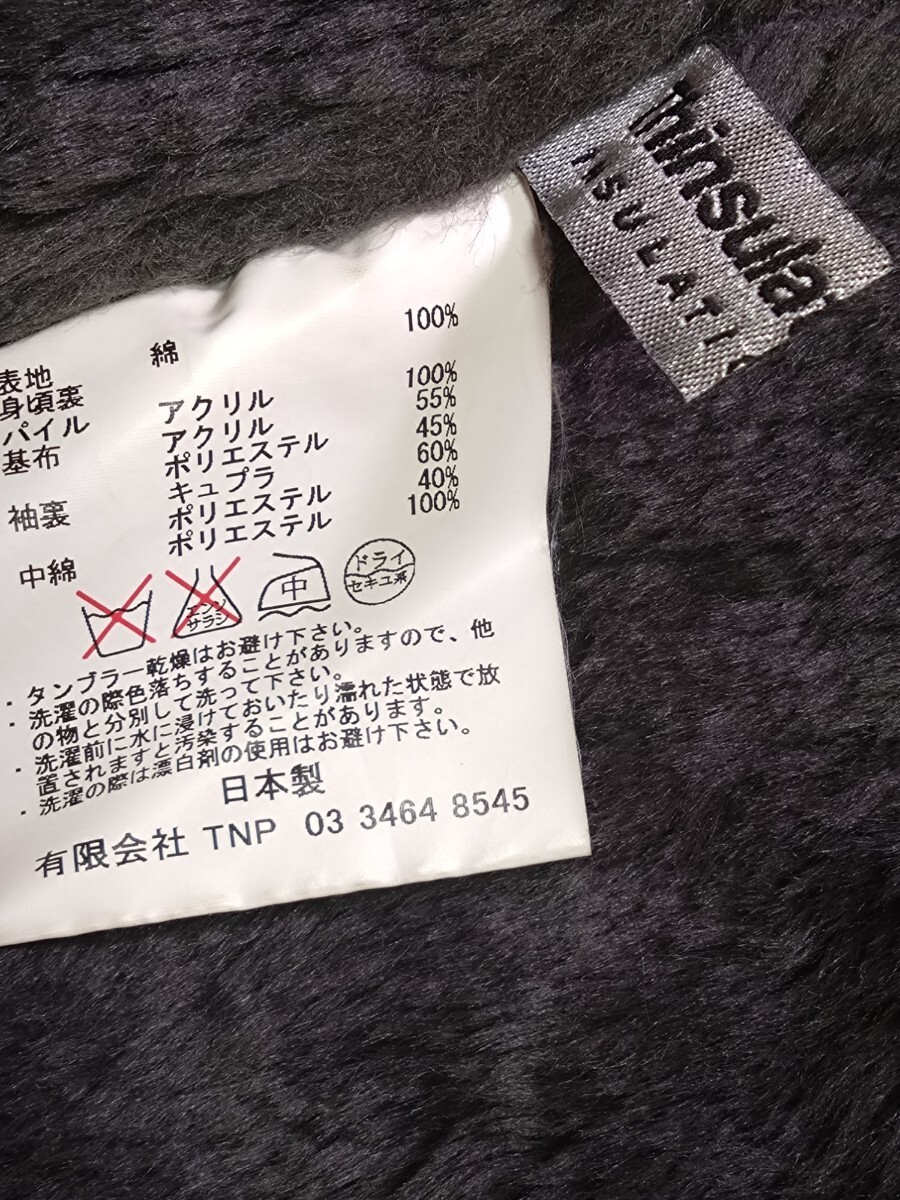 Thinsula
NSULATI
表地 綿 100%
身頃裏
パイル アクリル 100%
基布 アクリル 55%
ポリエステル 45%
袖裏 キュプラ 60%
ポリエステル 40%
中綿 ポリエステル 100%
エンソ
サラシ
中
ドライ
セキユ系
・タンブラー乾燥はお避け下さい。
・洗濯の際色落ちすることがありますので、他
の物と分別して洗って下さい。
・洗濯前に水に浸けておいたり濡れた状態で放
置されますと汚染することがあります。
・洗濯の際は漂白剤の使用はお避け下さい。
日本製
有限会社 TNP 03 3464 8545